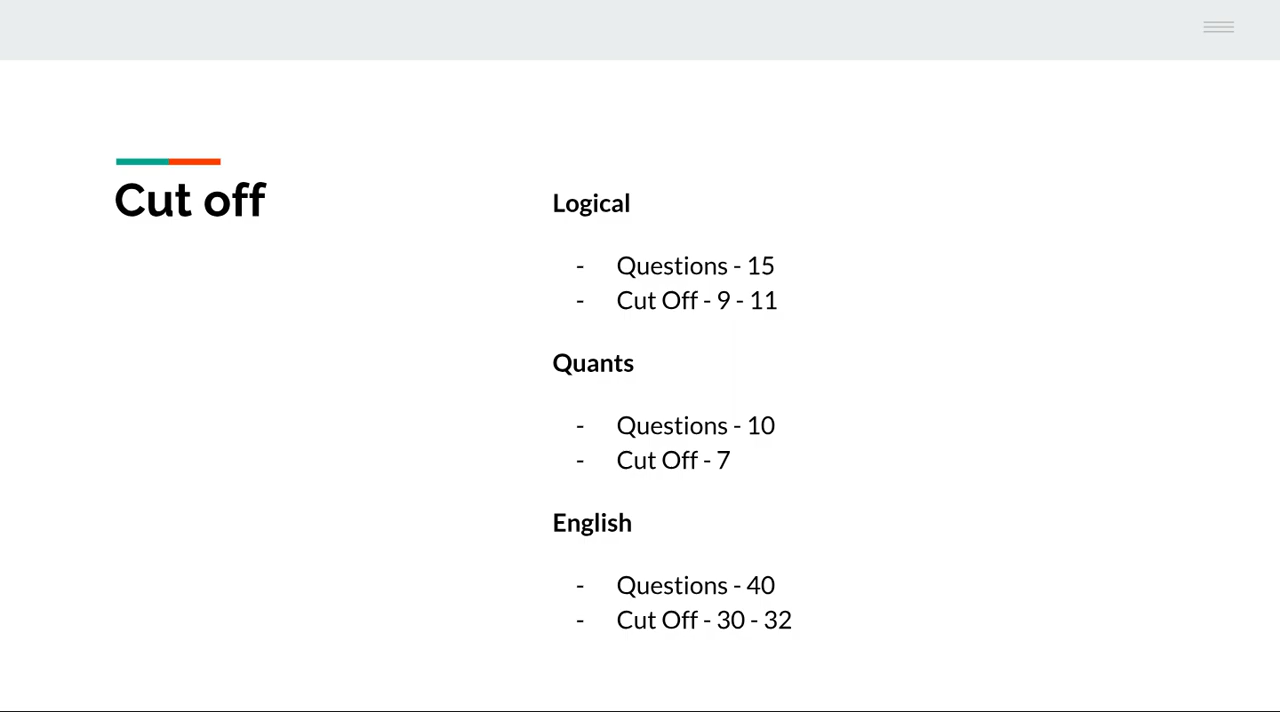 Cut off
Logical
- Questions - 15
- Cut Off - 9 - 11
Quants
- Questions - 10
- Cut Off - 7
English
- Questions - 40
- Cut Off - 30 - 32